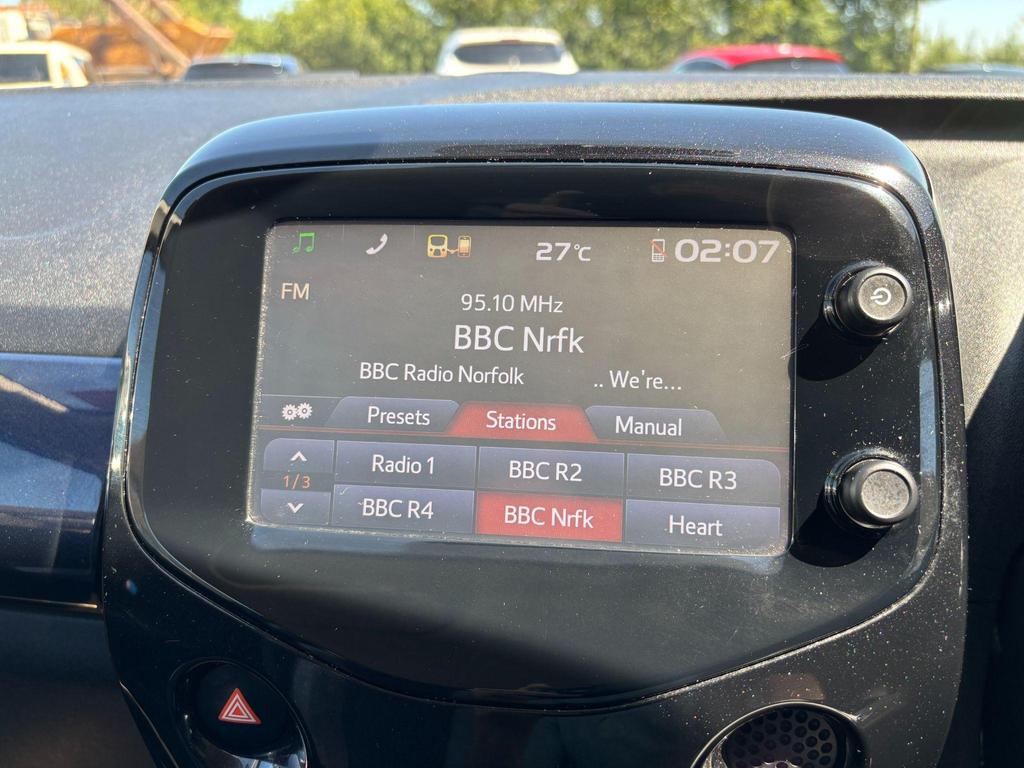 27°C 02:07
FM
95.10 MHz
BBC Nrfk
BBC Radio Norfolk .. We're...
Presets Stations Manual
1/3 Radio 1 BBC R2 BBC R3
BBC R4 BBC Nrfk Heart